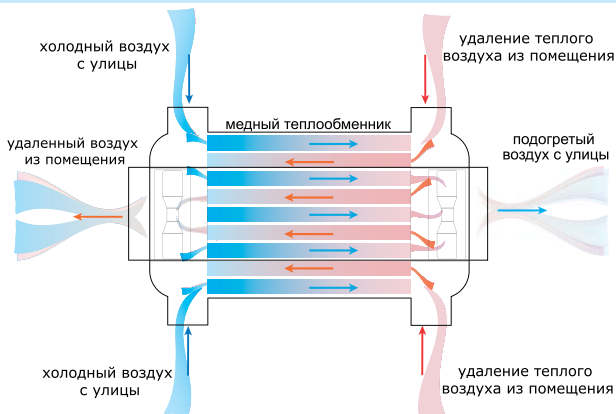 холодный воздух
с улицы
удаление теплого
воздуха из помещения
медный теплообменник
удаленный воздух
из помещения
подогретый
воздух с улицы
холодный воздух
с улицы
удаление теплого
воздуха из помещения